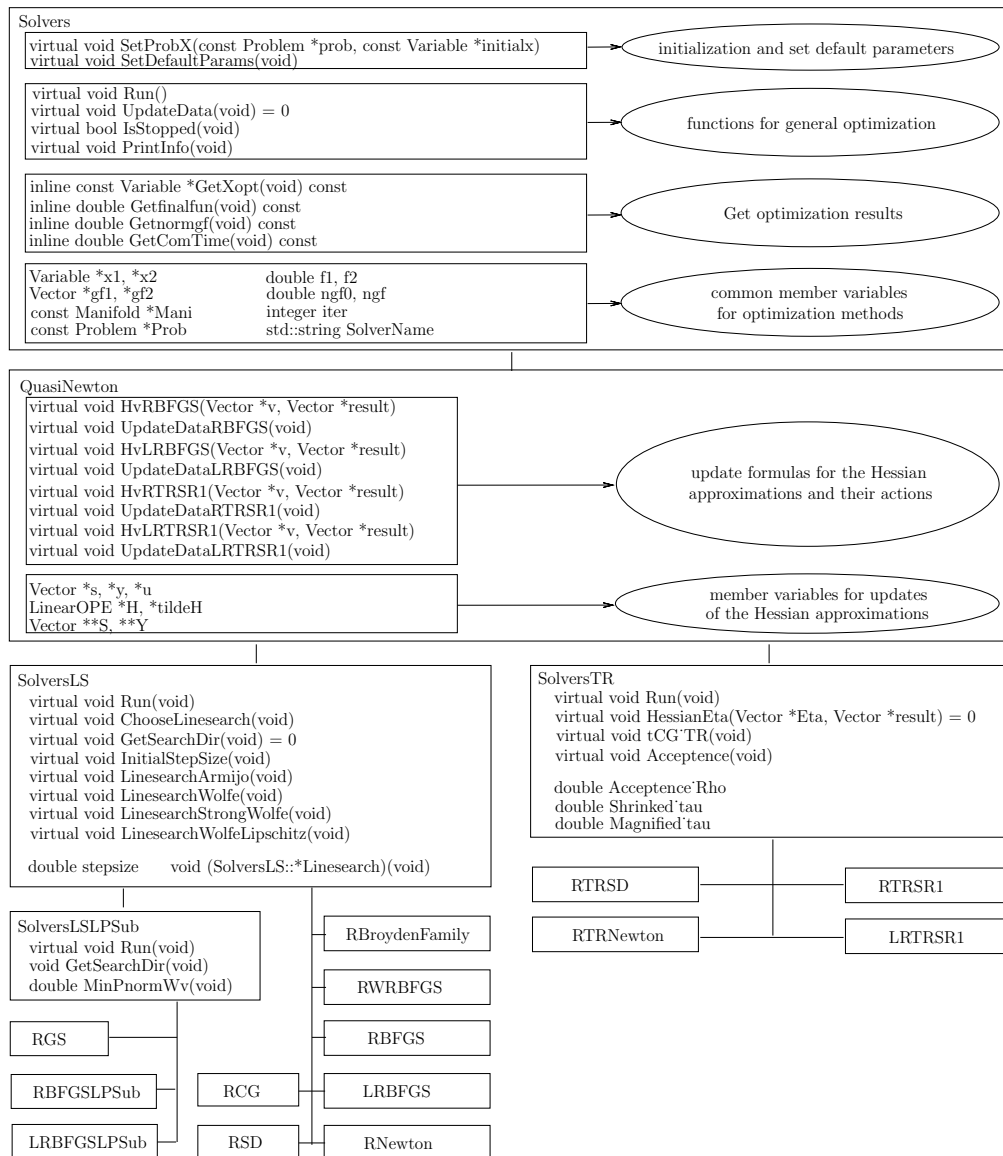 Solvers
virtual void SetProbX(const Problem *prob, const Variable *initialx)
virtual void SetDefaultParams(void)
initialization and set default parameters
virtual void Run()
virtual void UpdateData(void) = 0
virtual bool IsStopped(void)
virtual void PrintInfo(void)
functions for general optimization
inline const Variable *GetXopt(void) const
inline double Getfinalfun(void) const
inline double Getnormgf(void) const
inline double GetComTime(void) const
Get optimization results
Variable *x1, *x2 double f1, f2
Vector *gf1, *gf2 double ngf0, ngf
const Manifold *Mani integer iter
const Problem *Prob std::string SolverName
common member variables
for optimization methods
QuasiNewton
virtual void HvRBFGS(Vector *v, Vector *result)
virtual void UpdateDataRBFGS(void)
virtual void HvLRBFGS(Vector *v, Vector *result)
virtual void UpdateDataLRBFGS(void)
virtual void HvRTRSR1(Vector *v, Vector *result)
virtual void UpdateDataRTRSR1(void)
virtual void HvLRTRSR1(Vector *v, Vector *result)
virtual void UpdateDataLRTRSR1(void)
update formulas for the Hessian
approximations and their actions
Vector *s, *y, *u
LinearOPE *H, *tildeH
Vector **S, **Y
member variables for updates
of the Hessian approximations
SolversLS
virtual void Run(void)
virtual void ChooseLinesearch(void)
virtual void GetSearchDir(void) = 0
virtual void InitialStepSize(void)
virtual void LinesearchArmijo(void)
virtual void LinesearchWolfe(void)
virtual void LinesearchStrongWolfe(void)
virtual void LinesearchWolfeLipschitz(void)
double stepsize void (SolversLS::*Linesearch)(void)
SolversTR
virtual void Run(void)
virtual void HessianEta(Vector *Eta, Vector *result) = 0
virtual void tCG˙TR(void)
virtual void Acceptence(void)
double Acceptence˙Rho
double Shrinked˙tau
double Magnified˙tau
RTRSD
RTRSR1
RTRNewton
LRTRSR1
SolversLSLPSub
virtual void Run(void)
void GetSearchDir(void)
double MinPnormWv(void)
RBroydenFamily
RWRBFGS
RGS
RBFGS
RBFGSLPSub
RCG
LRBFGS
LRBFGSLPSub
RSD
RNewton